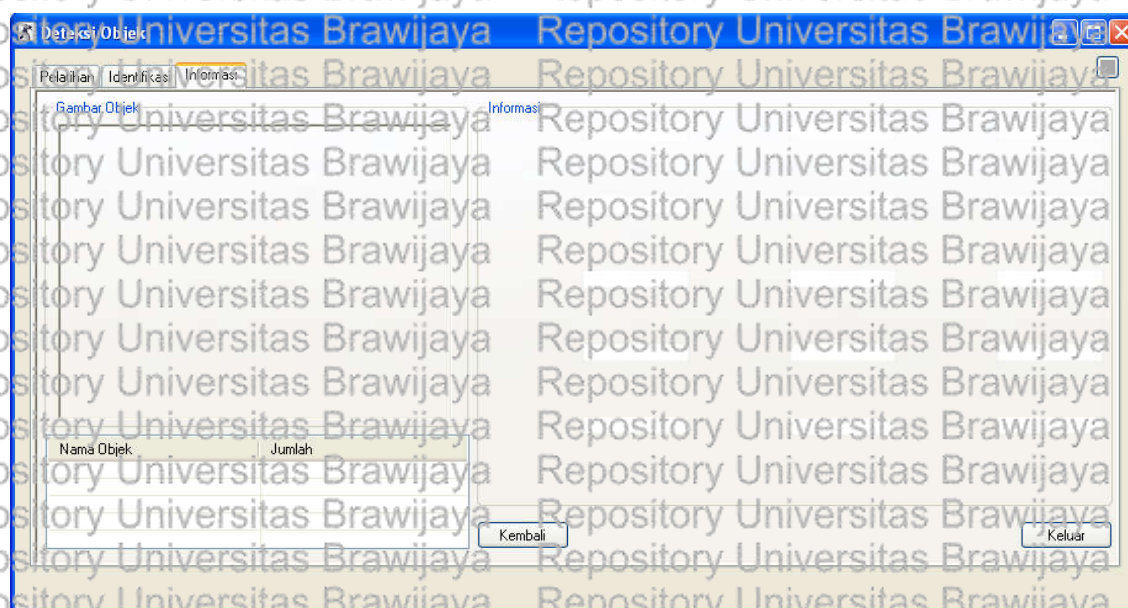 Deteksi Objek
Pelatihan Identifikasi Informasi
Gambar Objek
Informasi
Nama Objek Jumlah
Kembali
Keluar
Repository Universitas Brawijaya